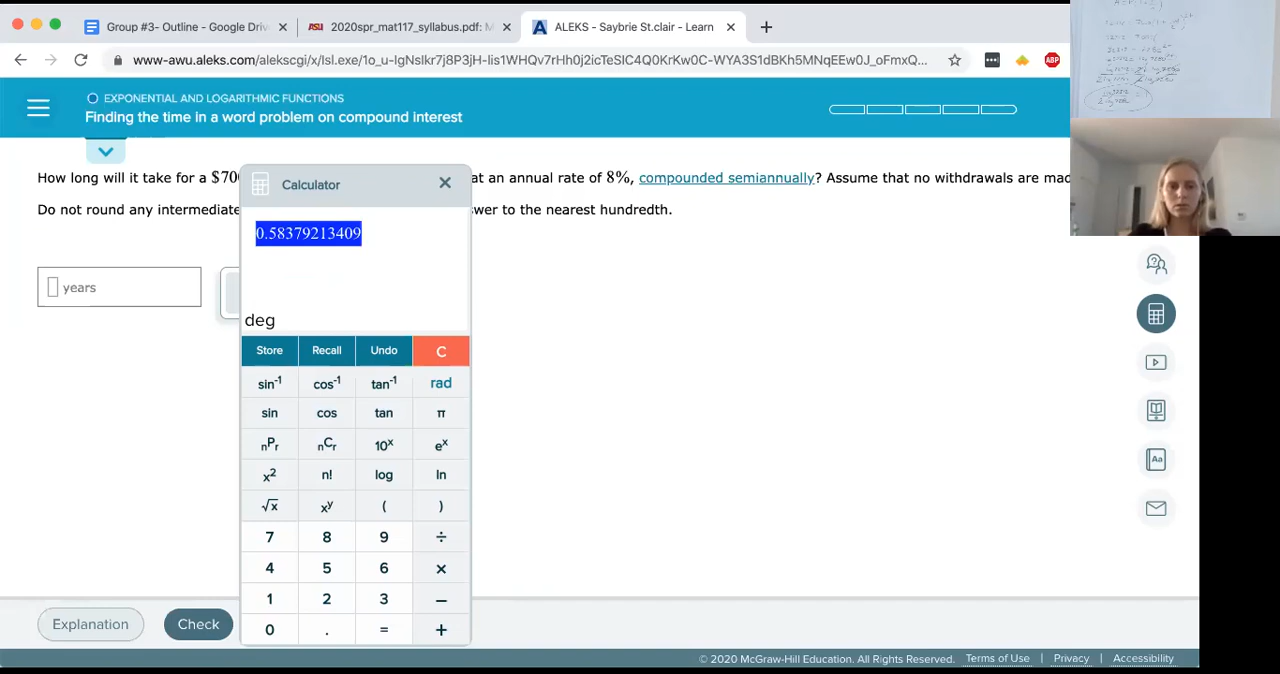 Group #3- Outline - Google Driv
2020spr_mat117_syllabus.pdf: M
ALEKS - Saybrie St.clair - Learn
www-awu.aleks.com/alekscgi/x/Isl.exe/1o_u-IgNsIkr7j8P3jH-lis1WHQv7rHh0j2icTeSIC4Q0KrKw0C-WYA3S1dBKh5MNqEEw0J_oFmxQ...
ABP
EXPONENTIAL AND LOGARITHMIC FUNCTIONS
Finding the time in a word problem on compound interest
How long will it take for a $700 at an annual rate of 8%, compounded semiannually? Assume that no withdrawals are mad
Do not round any intermediate swer to the nearest hundredth.
years
Calculator
0.58379213409
deg
Store Recall Undo C
sin-1 cos-1 tan-1 rad
sin cos tan π
nPr nCr 10x ex
x2 n! log ln
√x xy ( )
7 8 9 ÷
4 5 6 ×
1 2 3 –
0 . = +
Aa
Explanation Check
© 2020 McGraw-Hill Education. All Rights Reserved. Terms of Use | Privacy | Accessibility